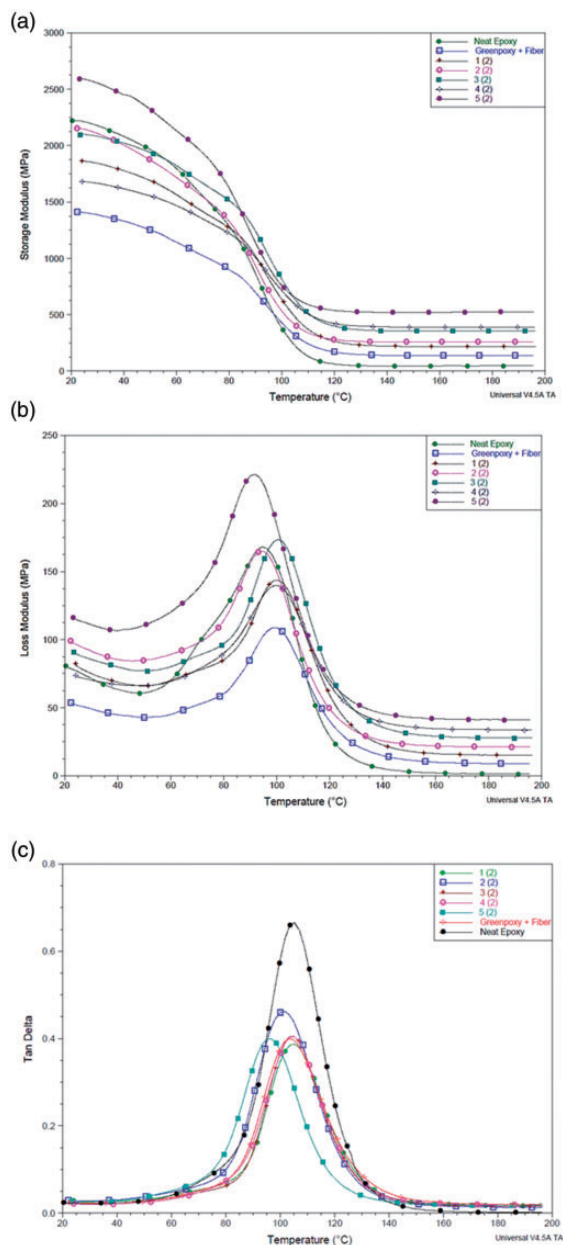 (a)
3000
2500
2000
1500
1000
500
0
Storage Modulus (MPa)
Neat Epoxy
Greenpoxy + Fiber
1 (2)
2 (2)
3 (2)
4 (2)
5 (2)
20 40 60 80 100 120 140 160 180 200
Temperature (°C)
Universal V4.5A TA
(b)
250
200
150
100
50
0
Loss Modulus (MPa)
Neat Epoxy
Greenpoxy + Fiber
1 (2)
2 (2)
3 (2)
4 (2)
5 (2)
20 40 60 80 100 120 140 160 180 200
Temperature (°C)
Universal V4.5A TA
(c)
0.8
0.6
0.4
0.2
0.0
Tan Delta
1 (2)
2 (2)
3 (2)
4 (2)
5 (2)
Greenpoxy + Fiber
Neat Epoxy
20 40 60 80 100 120 140 160 180 200
Temperature (°C)
Universal V4.5A TA